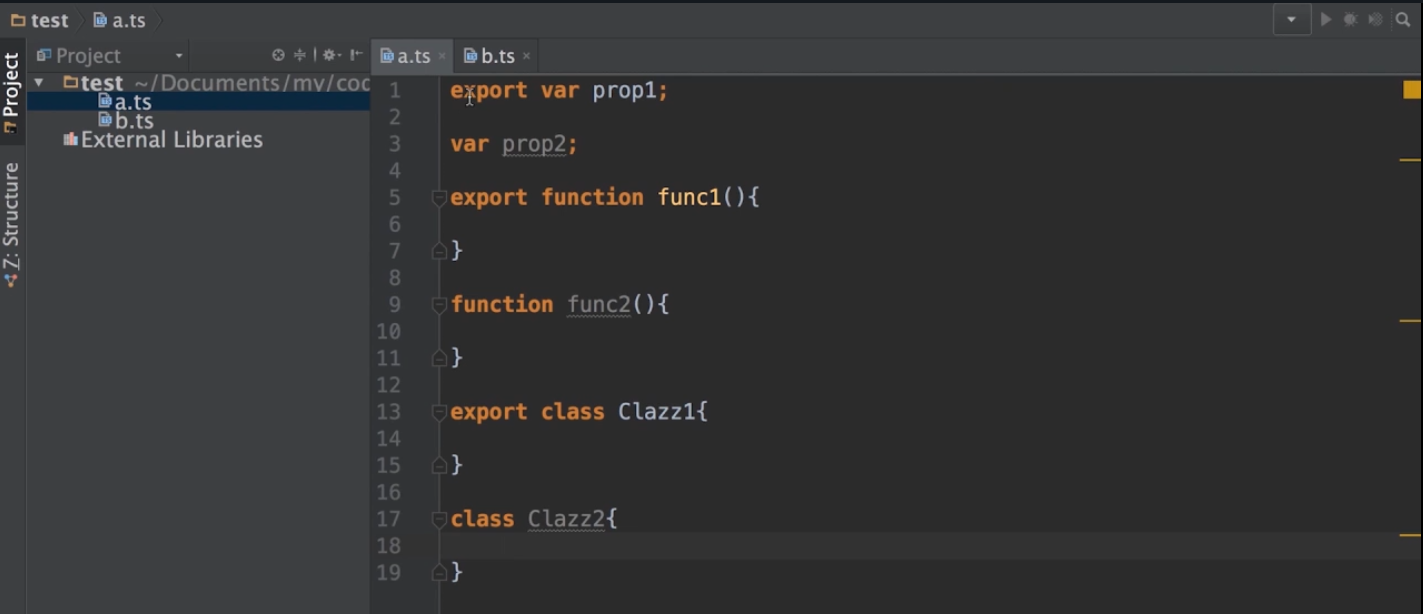 test a.ts
Project
a.ts b.ts
test ~/Documents/my/coc
a.ts
b.ts
External Libraries
Project
Z: Structure
1 export var prop1;
2
3 var prop2;
4
5 export function func1(){
6
7 }
8
9 function func2(){
10
11 }
12
13 export class Clazz1{
14
15 }
16
17 class Clazz2{
18
19 }